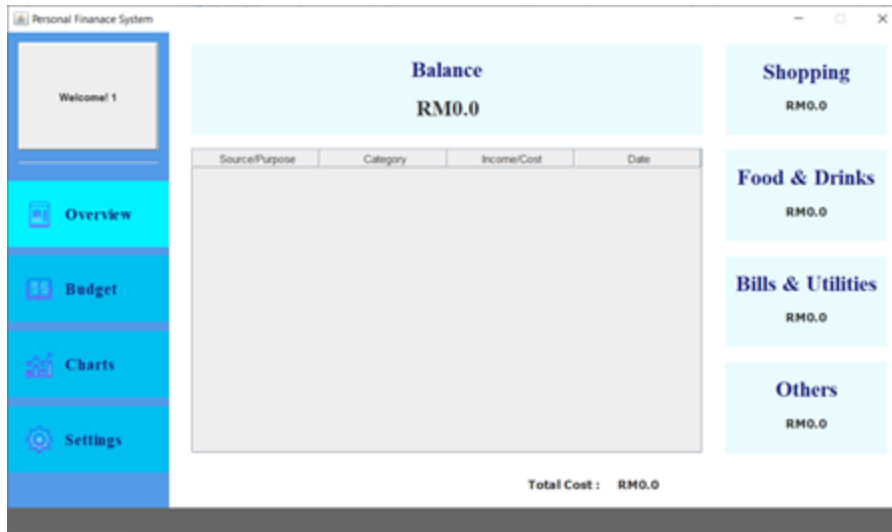 Personal Finanace System
Welcome! 1
Overview
Budget
Charts
Settings
Balance
RM0.0
Source/Purpose Category Income/Cost Date
Total Cost : RM0.0
Shopping
RM0.0
Food & Drinks
RM0.0
Bills & Utilities
RM0.0
Others
RM0.0